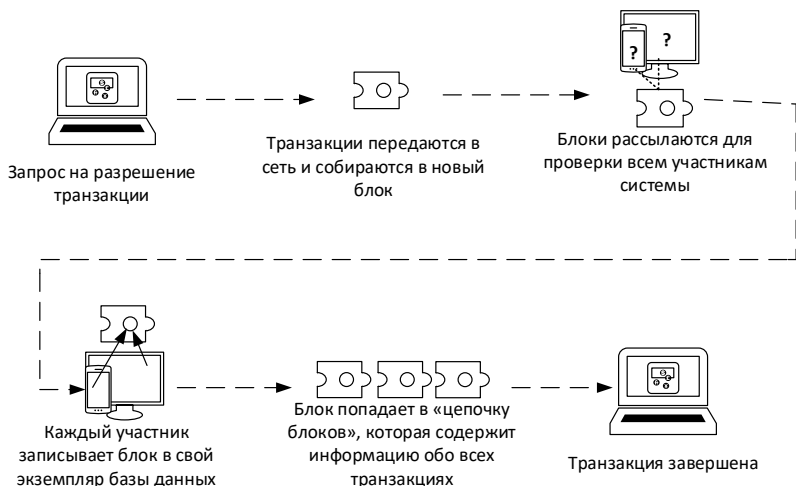 ? ?
Запрос на разрешение
транзакции
Транзакции передаются в
сеть и собираются в новый
блок
Блоки рассылаются для
проверки всем участникам
системы
Каждый участник
записывает блок в свой
экземпляр базы данных
Блок попадает в «цепочку
блоков», которая содержит
информацию обо всех
транзакциях
Транзакция завершена